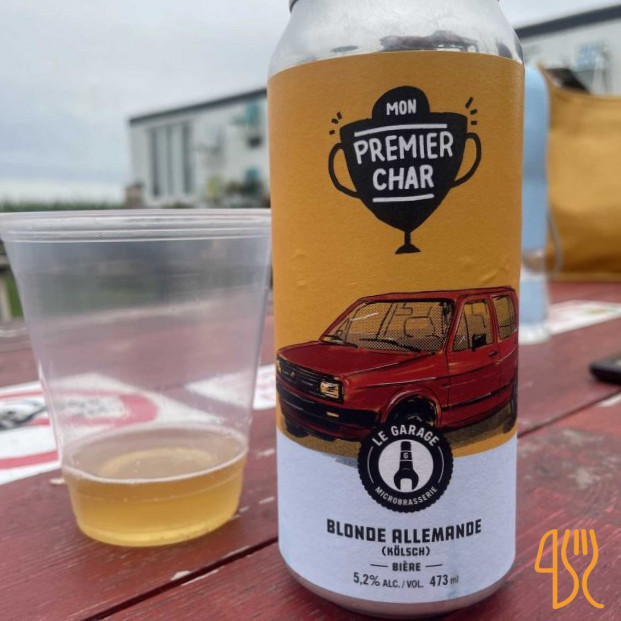 MON
PREMIER
CHAR
LE GARAGE
MICROBRASSERIE
BLONDE ALLEMANDE
(KÖLSCH)
BIÈRE
5,2% ALC./VOL. 473 ml